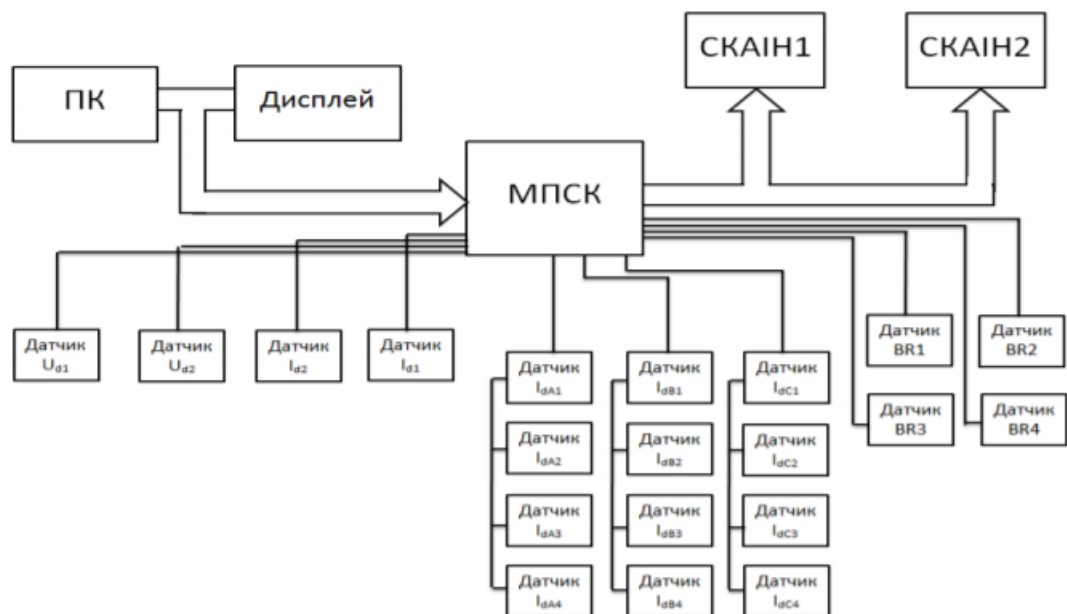 СКАІН1
СКАІН2
ПК
Дисплей
МПСК
Датчик
Ud1
Датчик
Ud2
Датчик
Id2
Датчик
Id1
Датчик
IdA1
Датчик
IdB1
Датчик
IdC1
Датчик
BR1
Датчик
BR2
Датчик
BR3
Датчик
BR4
Датчик
IdA2
Датчик
IdB2
Датчик
IdC2
Датчик
IdA3
Датчик
IdB3
Датчик
IdC3
Датчик
IdA4
Датчик
IdB4
Датчик
IdC4